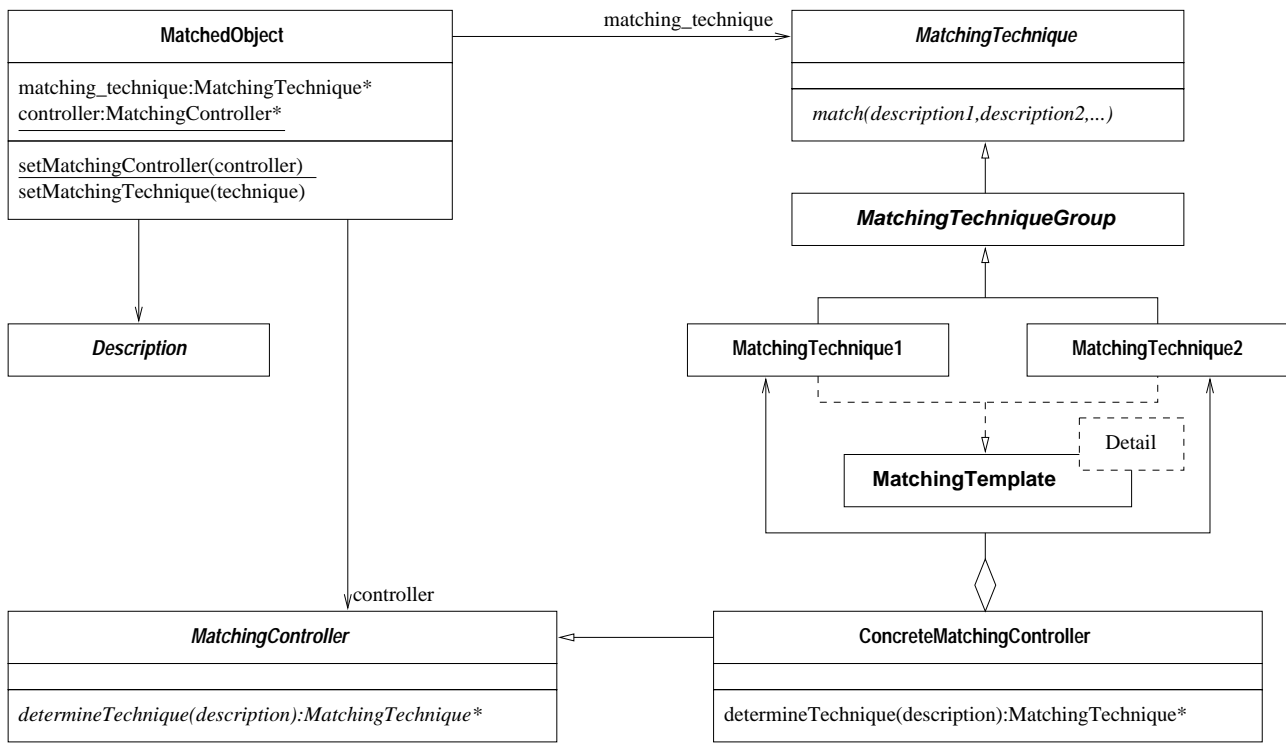 MatchedObject
matching_technique:MatchingTechnique*
controller:MatchingController*
setMatchingController(controller)
setMatchingTechnique(technique)
matching_technique
MatchingTechnique
match(description1,description2,...)
MatchingTechniqueGroup
Description
MatchingTechnique1
MatchingTechnique2
Detail
MatchingTemplate
controller
MatchingController
determineTechnique(description):MatchingTechnique*
ConcreteMatchingController
determineTechnique(description):MatchingTechnique*